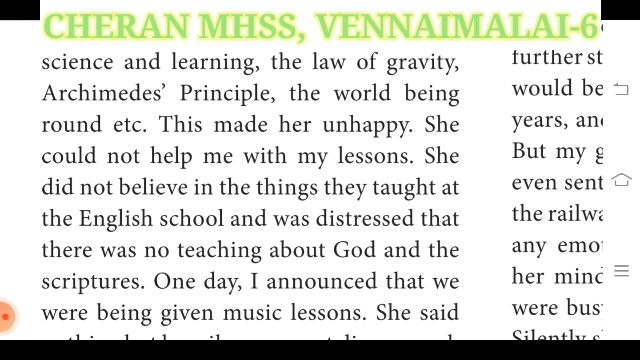 CHERAN MHSS, VENNAIMALAI-6
science and learning, the law of gravity,
Archimedes' Principle, the world being
round etc. This made her unhappy. She
could not help me with my lessons. She
did not believe in the things they taught at
the English school and was distressed that
there was no teaching about God and the
scriptures. One day, I announced that we
were being given music lessons. She said
further st
would be
years, and
But my g
even sent
the railwa
any emot
her mind
were bus
Silently s